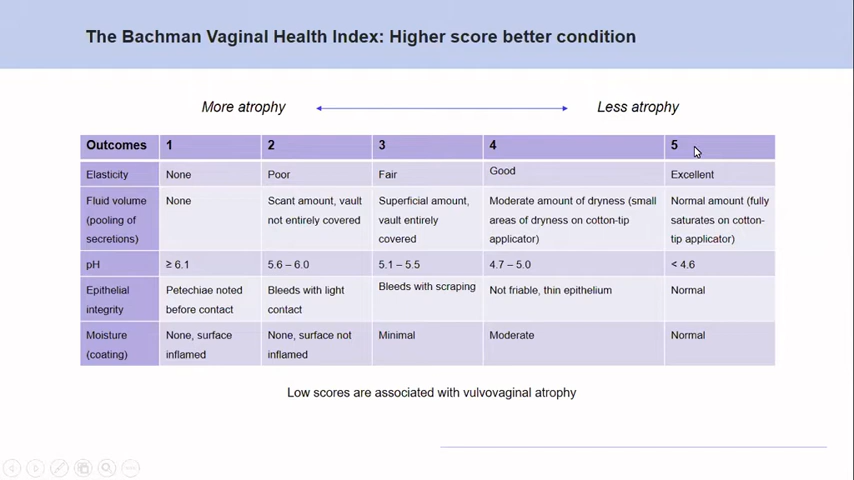 The Bachman Vaginal Health Index: Higher score better condition
More atrophy
Less atrophy
Outcomes 1 2 3 4 5
Elasticity None Poor Fair Good Excellent
Fluid volume None Scant amount, vault Superficial amount, Moderate amount of dryness (small Normal amount (fully
(pooling of not entirely covered vault entirely areas of dryness on cotton-tip saturates on cotton-
secretions) covered applicator) tip applicator)
pH ≥ 6.1 5.6 – 6.0 5.1 – 5.5 4.7 – 5.0 < 4.6
Epithelial Petechiae noted Bleeds with light Bleeds with scraping Not friable, thin epithelium Normal
integrity before contact contact
Moisture None, surface None, surface not Minimal Moderate Normal
(coating) inflamed inflamed
Low scores are associated with vulvovaginal atrophy